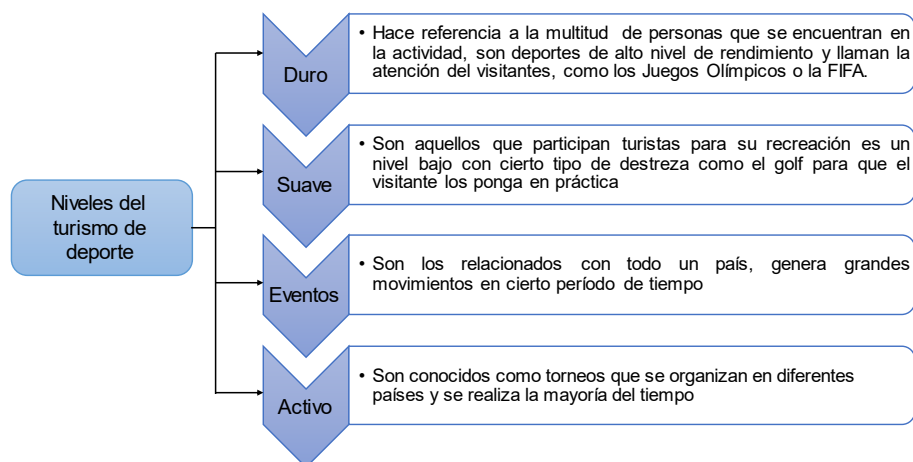 Niveles del
turismo de
deporte
Duro
• Hace referencia a la multitud de personas que se encuentran en
la actividad, son deportes de alto nivel de rendimiento y llaman la
atención del visitantes, como los Juegos Olímpicos o la FIFA.
Suave
• Son aquellos que participan turistas para su recreación es un
nivel bajo con cierto tipo de destreza como el golf para que el
visitante los ponga en práctica
Eventos
• Son los relacionados con todo un país, genera grandes
movimientos en cierto período de tiempo
Activo
• Son conocidos como torneos que se organizan en diferentes
países y se realiza la mayoría del tiempo